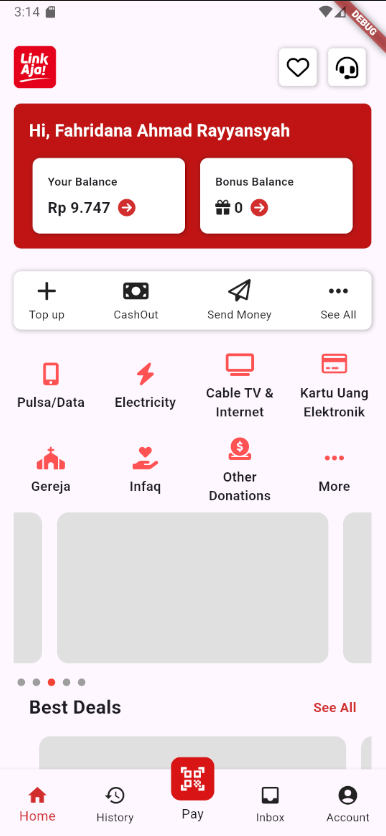 3:14
DEBUG
Link
Aja!
Hi, Fahridana Ahmad Rayyansyah
Your Balance
Bonus Balance
Rp 9.747
0
Top up
CashOut
Send Money
See All
Pulsa/Data
Electricity
Cable TV &
Internet
Kartu Uang
Elektronik
Gereja
Infaq
Other
Donations
More
Best Deals
See All
Home
History
Pay
Inbox
Account